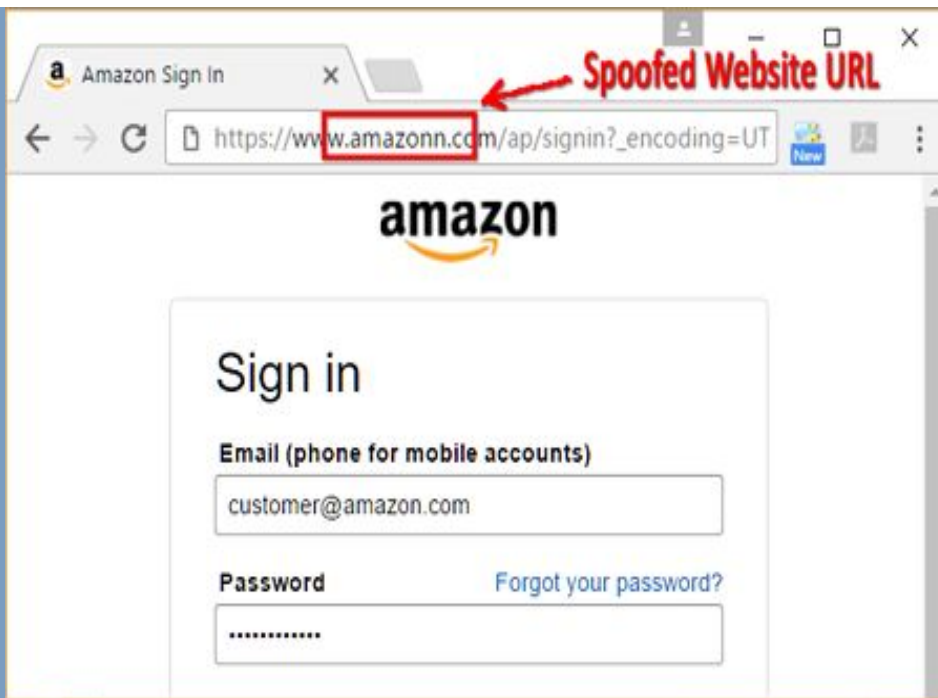 Amazon Sign In
Spoofed Website URL
https://www.amazonn.com/ap/signin?_encoding=UT
New
amazon
Sign in
Email (phone for mobile accounts)
customer@amazon.com
Password Forgot your password?
••••••••••••